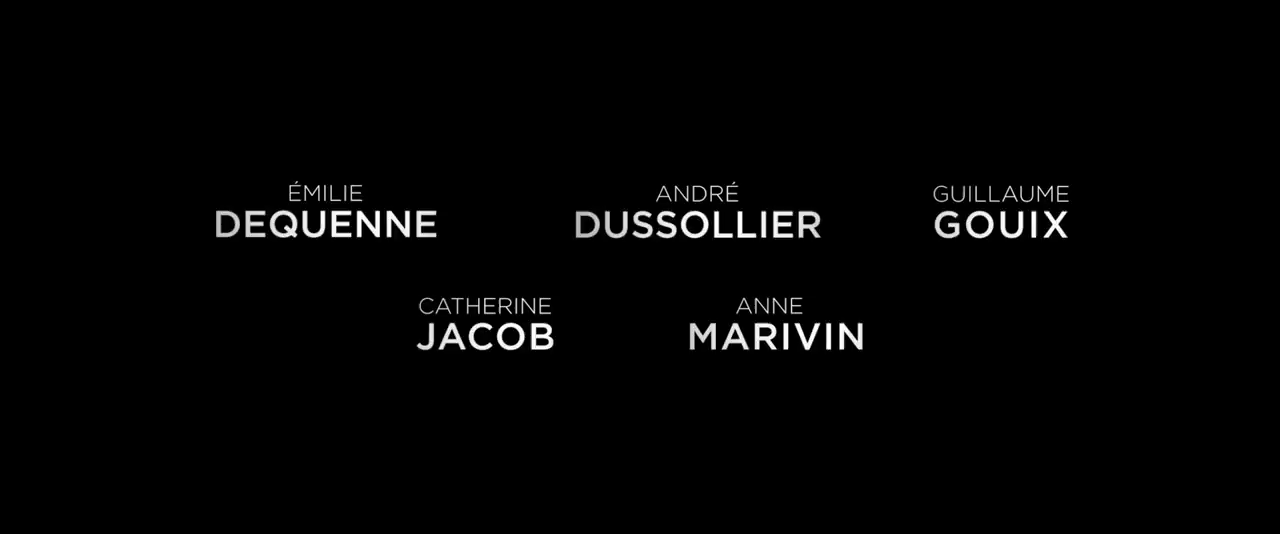 ÉMILIE
DEQUENNE
ANDRÉ
DUSSOLLIER
GUILLAUME
GOUIX
CATHERINE
JACOB
ANNE
MARIVIN